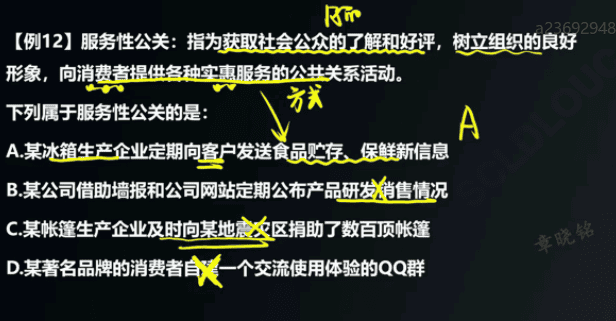 目的
a23692948
【例12】服务性公关：指为获取社会公众的了解和好评，树立组织的良好
形象，向消费者提供各种实惠服务的公共关系活动。
方式
下列属于服务性公关的是：
A
A.某冰箱生产企业定期向客户发送食品贮存、保鲜新信息
B.某公司借助墙报和公司网站定期公布产品研发销售情况
C.某帐篷生产企业及时向某地震灾区捐助了数百顶帐篷
章晓铭
D.某著名品牌的消费者自建一个交流使用体验的QQ群